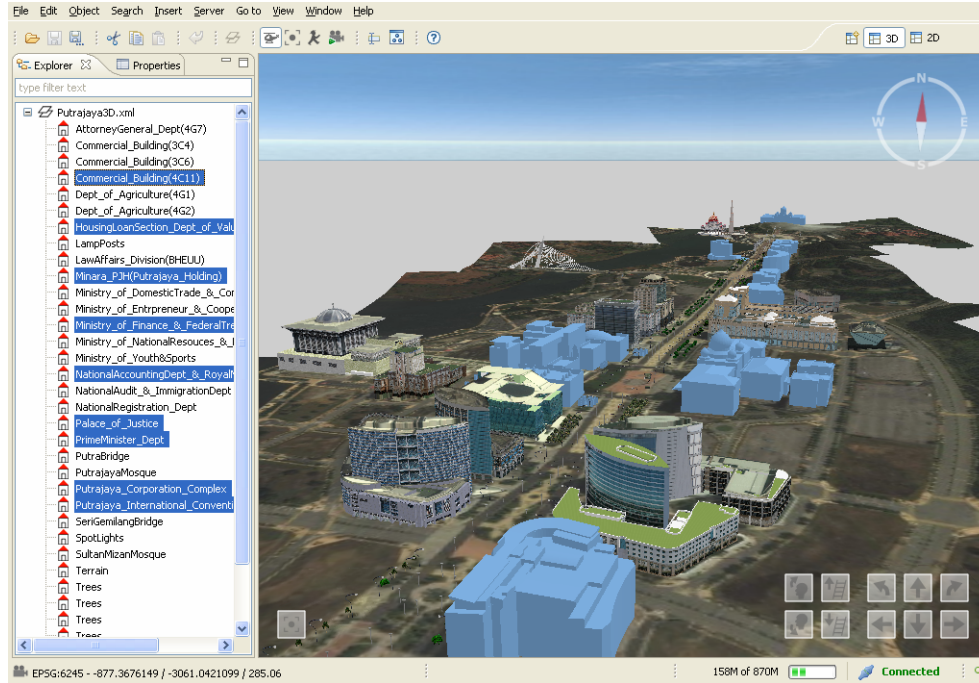 File Edit Object Search Insert Server Go to View Window Help
3D 2D
Explorer Properties
type filter text
Putrajaya3D.xml
AttorneyGeneral_Dept(4G7)
Commercial_Building(3C4)
Commercial_Building(3C6)
Commercial_Building(4C11)
Dept_of_Agriculture(4G1)
Dept_of_Agriculture(4G2)
HousingLoanSection_Dept_of_Valu
LampPosts
LawAffairs_Division(BHEUU)
Minara_PJH(Putrajaya_Holding)
Ministry_of_DomesticTrade_&_Cor
Ministry_of_Entrpreneur_&_Coope
Ministry_of_Finance_&_FederalTre
Ministry_of_NationalResouces_&_I
Ministry_of_Youth&Sports
NationalAccountingDept_&_RoyalM
NationalAudit_&_ImmigrationDept
NationalRegistration_Dept
Palace_of_Justice
PrimeMinister_Dept
PutraBridge
PutrajayaMosque
Putrajaya_Corporation_Complex
Putrajaya_International_Conventi
SeriGemilangBridge
SpotLights
SultanMizanMosque
Terrain
Trees
Trees
Trees
Trees
N
W E
S
EPSG:6245 - -877.3676149 / -3061.0421099 / 285.06
158M of 870M
Connected